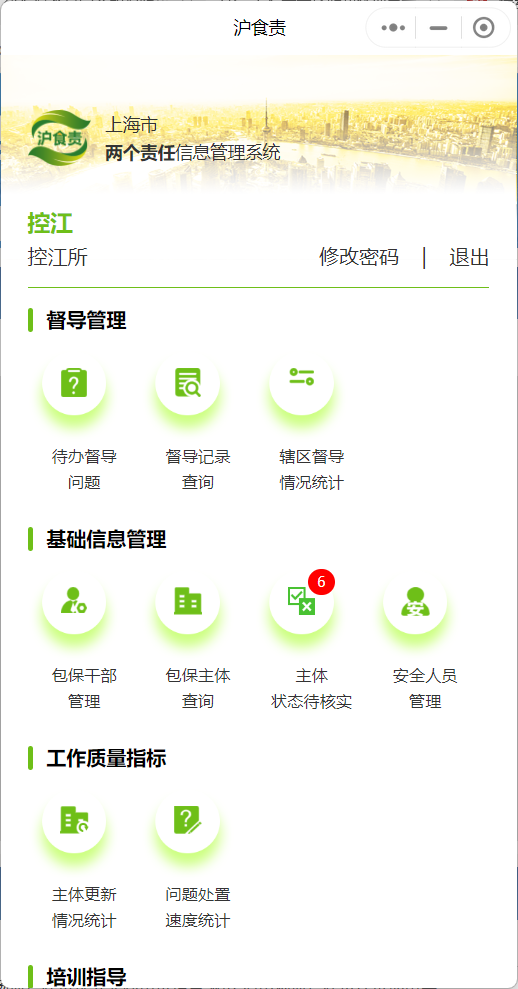 沪食责
沪食责
上海市
两个责任信息管理系统
控江
控江所
修改密码 | 退出
督导管理
待办督导
问题
督导记录
查询
辖区督导
情况统计
基础信息管理
6
安
包保干部
管理
包保主体
查询
主体
状态待核实
安全人员
管理
工作质量指标
主体更新
情况统计
问题处置
速度统计
培训指导